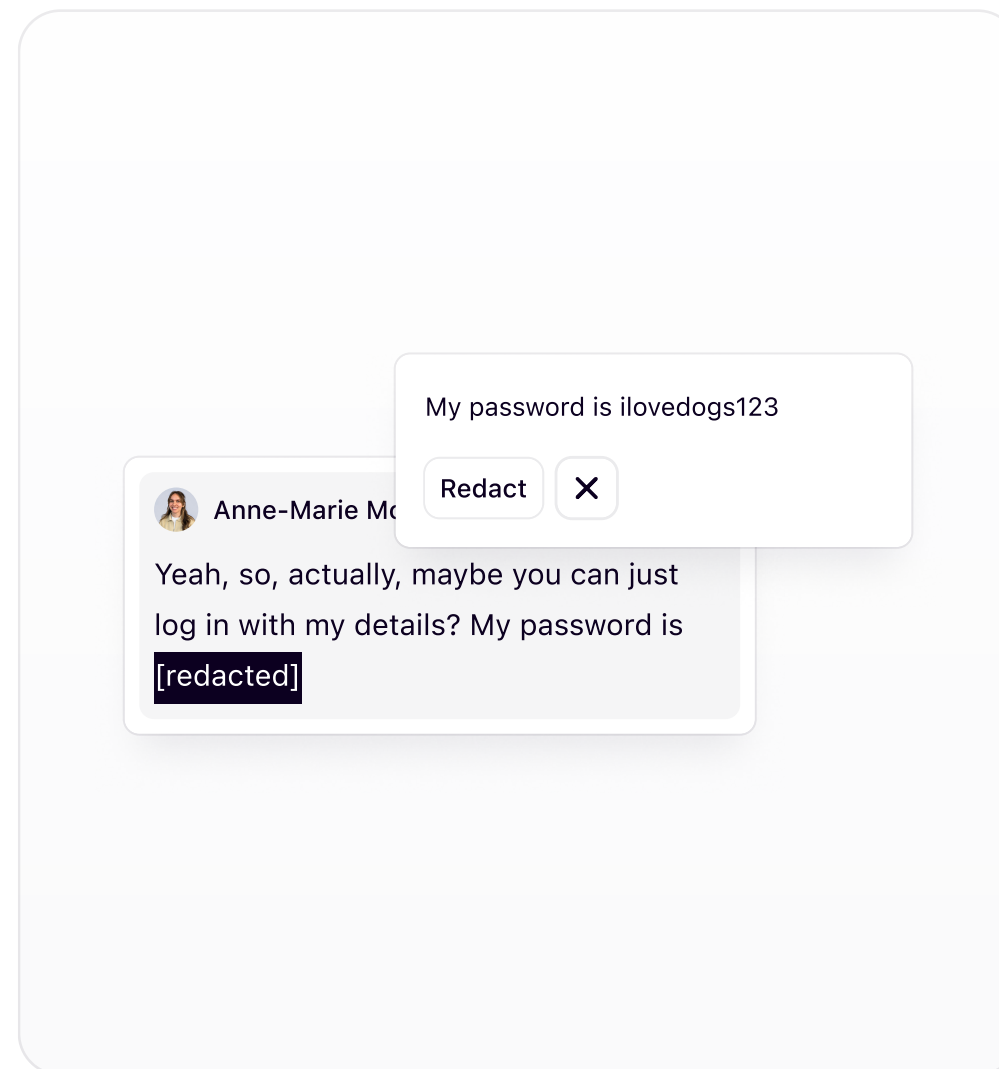 My password is ilovedogs123
Redact
Anne-Marie
Yeah, so, actually, maybe you can just
log in with my details? My password is
[redacted]